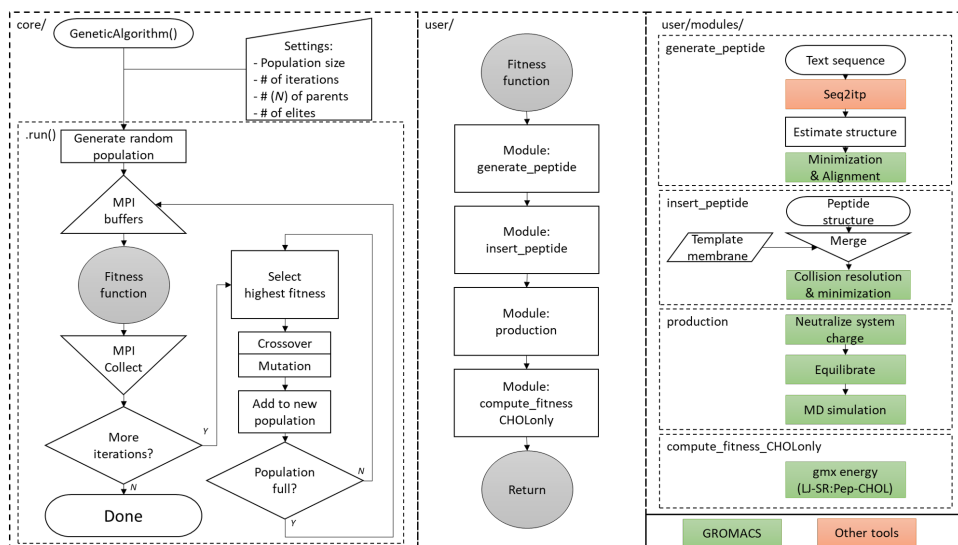 core/
GeneticAlgorithm()
Settings:
- Population size
- # of iterations
- # (N) of parents
- # of elites
.run()
Generate random
population
MPI
buffers
Fitness
function
MPI
Collect
More
iterations?
Y
N
Done
Select
highest fitness
Crossover
Mutation
Add to new
population
Population
full?
N
Y
user/
Fitness
function
Module:
generate_peptide
Module:
insert_peptide
Module:
production
Module:
compute_fitness
CHOLonly
Return
user/modules/
generate_peptide
Text sequence
Seq2itp
Estimate structure
Minimization
& Alignment
insert_peptide
Peptide
structure
Template
membrane
Merge
Collision resolution
& minimization
production
Neutralize system
charge
Equilibrate
MD simulation
compute_fitness_CHOLonly
gmx energy
(LJ-SR:Pep-CHOL)
GROMACS
Other tools